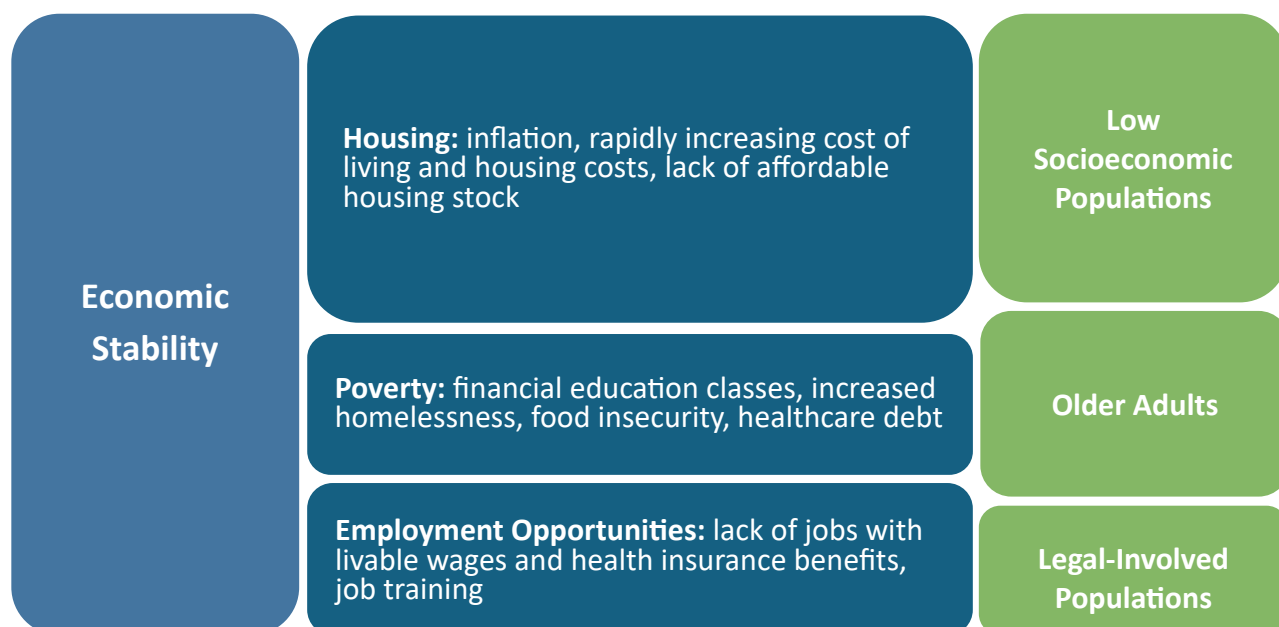 Economic
Stability
Housing: inflation, rapidly increasing cost of
living and housing costs, lack of affordable
housing stock
Poverty: financial education classes, increased
homelessness, food insecurity, healthcare debt
Employment Opportunities: lack of jobs with
livable wages and health insurance benefits,
job training
Low
Socioeconomic
Populations
Older Adults
Legal-Involved
Populations